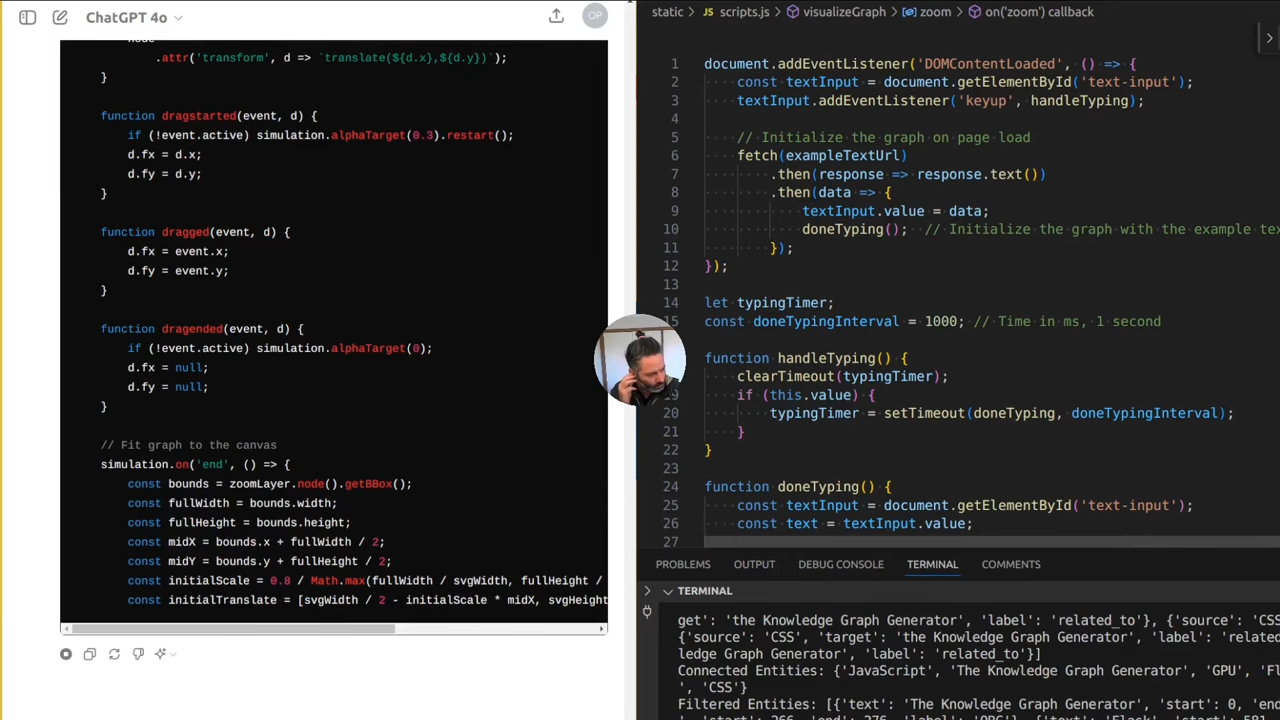 ChatGPT 4o
OP
node
.attr('transform', d => `translate(${d.x},${d.y})`);
}
function dragstarted(event, d) {
if (!event.active) simulation.alphaTarget(0.3).restart();
d.fx = d.x;
d.fy = d.y;
}
function dragged(event, d) {
d.fx = event.x;
d.fy = event.y;
}
function dragended(event, d) {
if (!event.active) simulation.alphaTarget(0);
d.fx = null;
d.fy = null;
}
// Fit graph to the canvas
simulation.on('end', () => {
const bounds = zoomLayer.node().getBBox();
const fullWidth = bounds.width;
const fullHeight = bounds.height;
const midX = bounds.x + fullWidth / 2;
const midY = bounds.y + fullHeight / 2;
const initialScale = 0.8 / Math.max(fullWidth / svgWidth, fullHeight /
const initialTranslate = [svgWidth / 2 - initialScale * midX, svgHeight
static > JS scripts.js > visualizeGraph > zoom > on('zoom') callback
1 document.addEventListener('DOMContentLoaded', () => {
2 const textInput = document.getElementById('text-input');
3 textInput.addEventListener('keyup', handleTyping);
4
5 // Initialize the graph on page load
6 fetch(exampleTextUrl)
7 .then(response => response.text())
8 .then(data => {
9 textInput.value = data;
10 doneTyping(); // Initialize the graph with the example tex
11 });
12 });
13
14 let typingTimer;
15 const doneTypingInterval = 1000; // Time in ms, 1 second
function handleTyping() {
clearTimeout(typingTimer);
19 if (this.value) {
20 typingTimer = setTimeout(doneTyping, doneTypingInterval);
21 }
22 }
23
24 function doneTyping() {
25 const textInput = document.getElementById('text-input');
26 const text = textInput.value;
27
PROBLEMS OUTPUT DEBUG CONSOLE TERMINAL COMMENTS
TERMINAL
get': 'the Knowledge Graph Generator', 'label': 'related_to'}, {'source': 'CSS
{'source': 'CSS', 'target': 'the Knowledge Graph Generator', 'label': 'related
ledge Graph Generator', 'label': 'related_to'}]
Connected Entities: {'JavaScript', 'The Knowledge Graph Generator', 'GPU', 'Fl
', 'CSS'}
Filtered Entities: [{'text': 'The Knowledge Graph Generator', 'start': 0, 'end